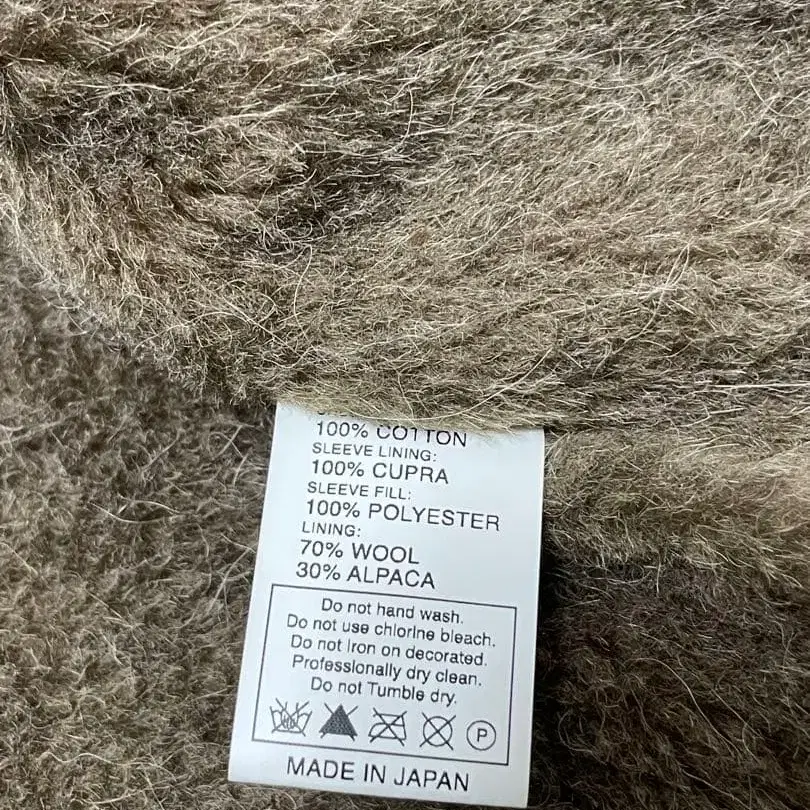 100% COTTON
SLEEVE LINING:
100% CUPRA
SLEEVE FILL:
100% POLYESTER
LINING:
70% WOOL
30% ALPACA
Do not hand wash.
Do not use chlorine bleach.
Do not iron on decorated.
Professionally dry clean.
Do not Tumble dry.
P
MADE IN JAPAN